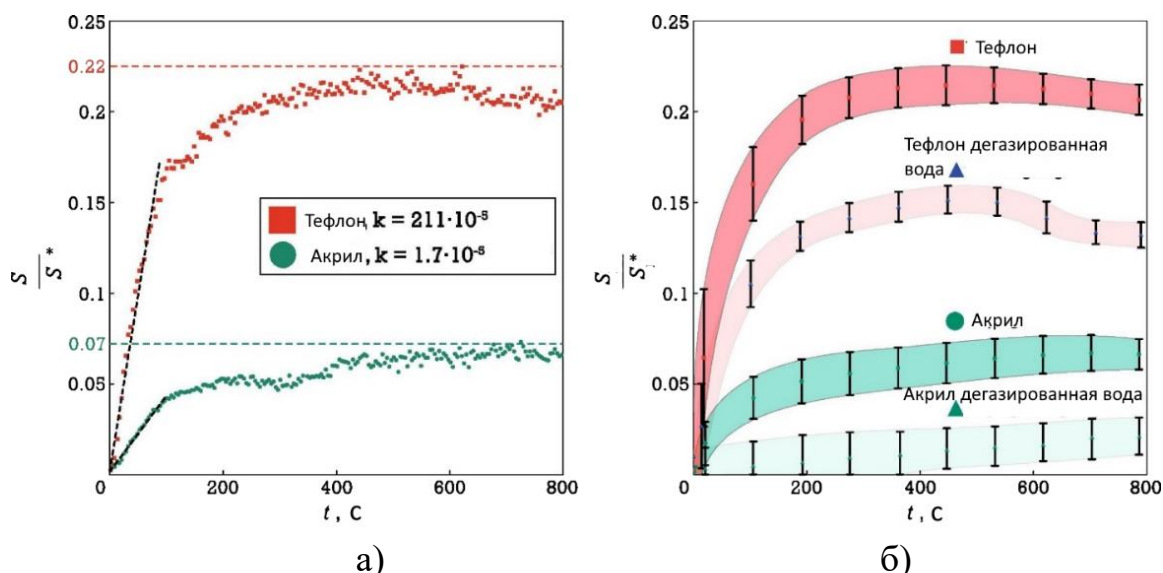 0.25
0.22
0.2
0.15
0.1
0.07
0.05
S
S *
Тефлон, k = 211·10⁻⁵
Акрил, k = 1.7·10⁻⁵
0 200 400 600 800
t , с
а)
0.25
0.2
0.15
0.1
0.05
S
S *
Тефлон
Тефлон дегазированная
вода
Акрил
Акрил дегазированная вода
0 200 400 600 800
t , с
б)